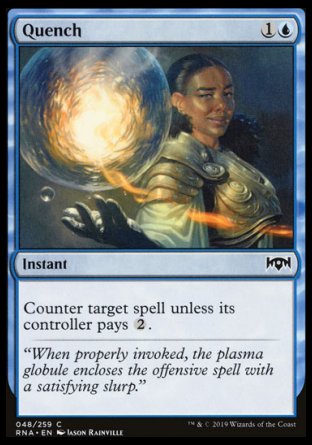 Quench 1
Instant
Counter target spell unless its
controller pays 2.
“When properly invoked, the plasma
globule encloses the offensive spell with
a satisfying slurp.”
048/259 C
RNA • EN Jason Rainville ™ & © 2019 Wizards of the Coast